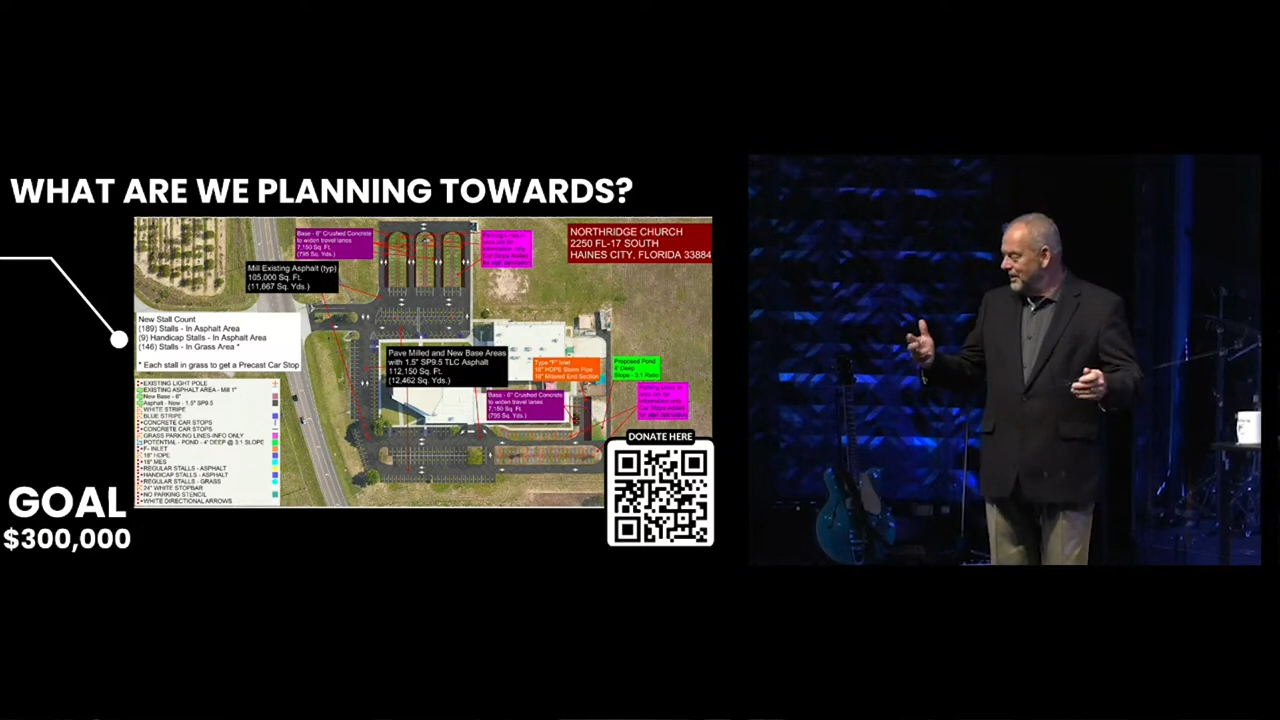 WHAT ARE WE PLANNING TOWARDS?
Base - 6" Crushed Concrete
to widen travel lanes
7,150 Sq. Ft.
(795 Sq. Yds.)
NORTHRIDGE CHURCH
2250 FL-17 SOUTH
HAINES CITY, FLORIDA 33884
Mill Existing Asphalt (typ)
105,000 Sq. Ft.
(11,667 Sq. Yds.)
New Stall Count
(189) Stalls - In Asphalt Area
(9) Handicap Stalls - In Asphalt Area
(146) Stalls - In Grass Area *
* Each stall in grass to get a Precast Car Stop
Pave Milled and New Base Areas
with 1.5" SP9.5 TLC Asphalt
112,150 Sq. Ft.
(12,462 Sq. Yds.)
Type "F" Inlet
18" HDPE Storm Pipe
18" Mitered End Section
Proposed Pond
4' Deep
Slope - 3:1 Ratio
Base - 6" Crushed Concrete
to widen travel lanes
7,150 Sq. Ft.
(795 Sq. Yds.)
EXISTING LIGHT POLE
EXISTING ASPHALT AREA - Mill 1"
New Base - 6"
Asphalt - New - 1.5" SP9.5
WHITE STRIPE
BLUE STRIPE
CONCRETE CAR STOPS
CONCRETE CAR STOPS
GRASS PARKING LINES-INFO ONLY
POTENTIAL - POND - 4' DEEP @ 3:1 SLOPE
F- INLET
18" HDPE
18" MES
REGULAR STALLS - ASPHALT
HANDICAP STALLS - ASPHALT
REGULAR STALLS - GRASS
24" WHITE STOPBAR
NO PARKING STENCIL
WHITE DIRECTIONAL ARROWS
DONATE HERE
GOAL
$300,000